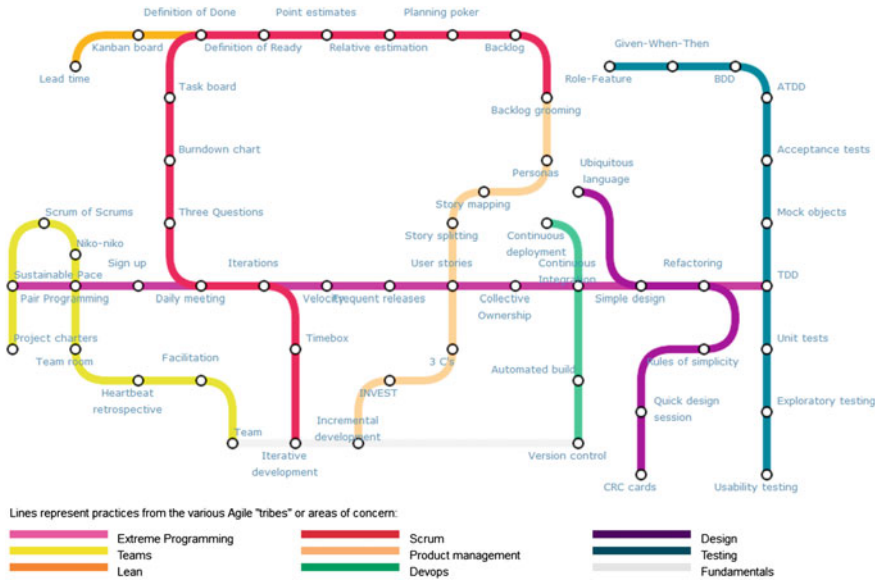 Definition of Done
Point estimates
Planning poker
Kanban board
Definition of Ready
Relative estimation
Backlog
Given-When-Then
Lead time
Role-Feature
BDD
Task board
ATDD
Backlog grooming
Burndown chart
Personas
Ubiquitous
language
Acceptance tests
Story mapping
Scrum of Scrums
Three Questions
Story splitting
Continuous
deployment
Mock objects
Niko-niko
Sign up
Iterations
User stories
Continuous
Integration
Refactoring
Sustainable Pace
Pair Programming
Daily meeting
Velocity
Frequent releases
Collective
Ownership
Simple design
TDD
Project charters
Team room
Facilitation
Timebox
3 C's
Automated build
Rules of simplicity
Unit tests
Heartbeat
retrospective
INVEST
Incremental
development
Quick design
session
Exploratory testing
Team
Iterative
development
Version control
CRC cards
Usability testing
Lines represent practices from the various Agile "tribes" or areas of concern:
Extreme Programming
Scrum
Design
Teams
Product management
Testing
Lean
Devops
Fundamentals